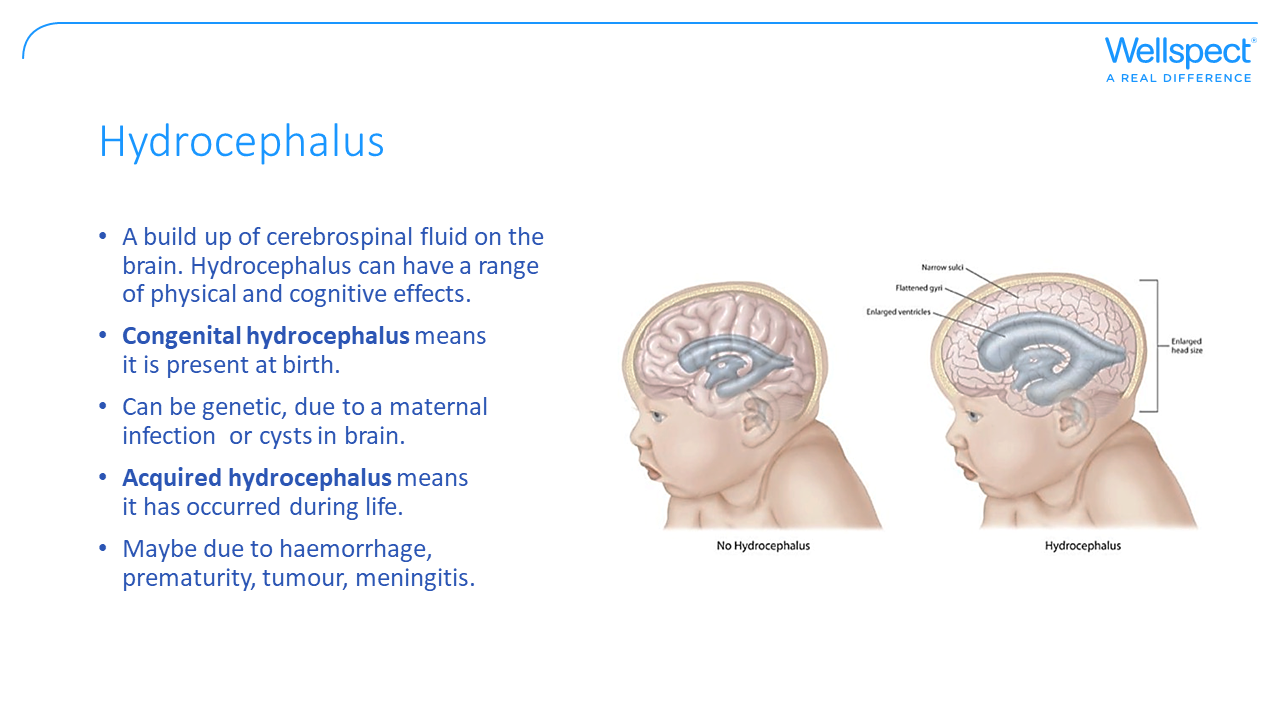 Wellspect®
A REAL DIFFERENCE
Hydrocephalus
• A build up of cerebrospinal fluid on the
brain. Hydrocephalus can have a range
of physical and cognitive effects.
• Congenital hydrocephalus means
it is present at birth.
• Can be genetic, due to a maternal
infection  or cysts in brain.
• Acquired hydrocephalus means
it has occurred during life.
• Maybe due to haemorrhage,
prematurity, tumour, meningitis.
Narrow sulci
Flattened gyri
Enlarged ventricles
Enlarged
head size
No Hydrocephalus
Hydrocephalus